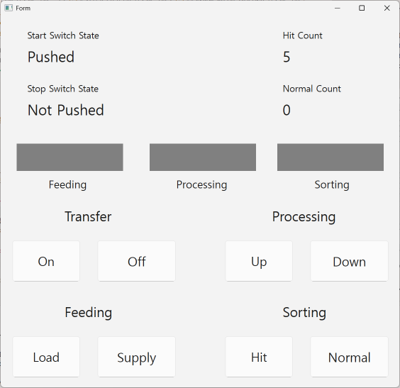 Form
Start Switch State
Hit Count
Pushed
5
Stop Switch State
Normal Count
Not Pushed
0
Feeding
Processing
Sorting
Transfer
Processing
On
Off
Up
Down
Feeding
Sorting
Load
Supply
Hit
Normal